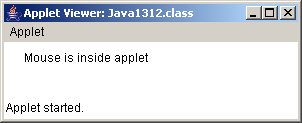 Applet Viewer: Java1312.class
Applet
Mouse is inside applet
Applet started.